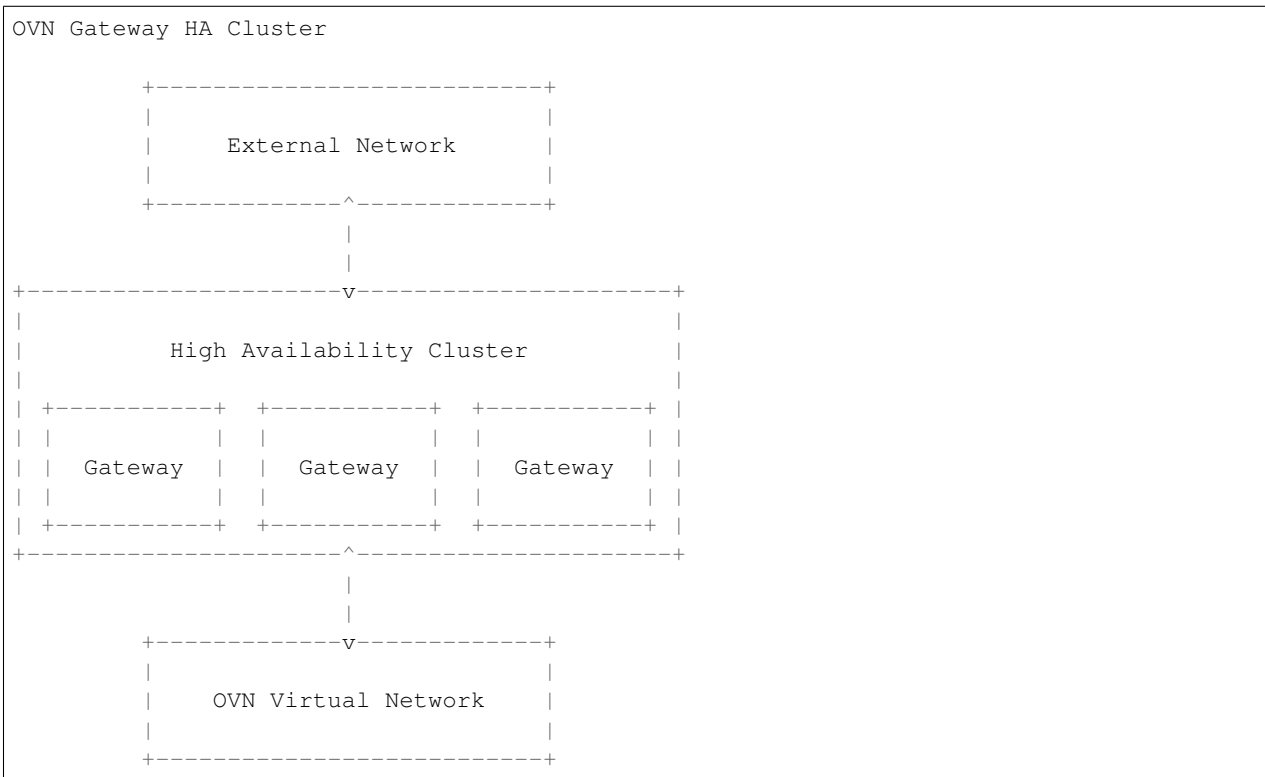 OVN Gateway HA Cluster
External Network
High Availability Cluster
Gateway Gateway Gateway
OVN Virtual Network